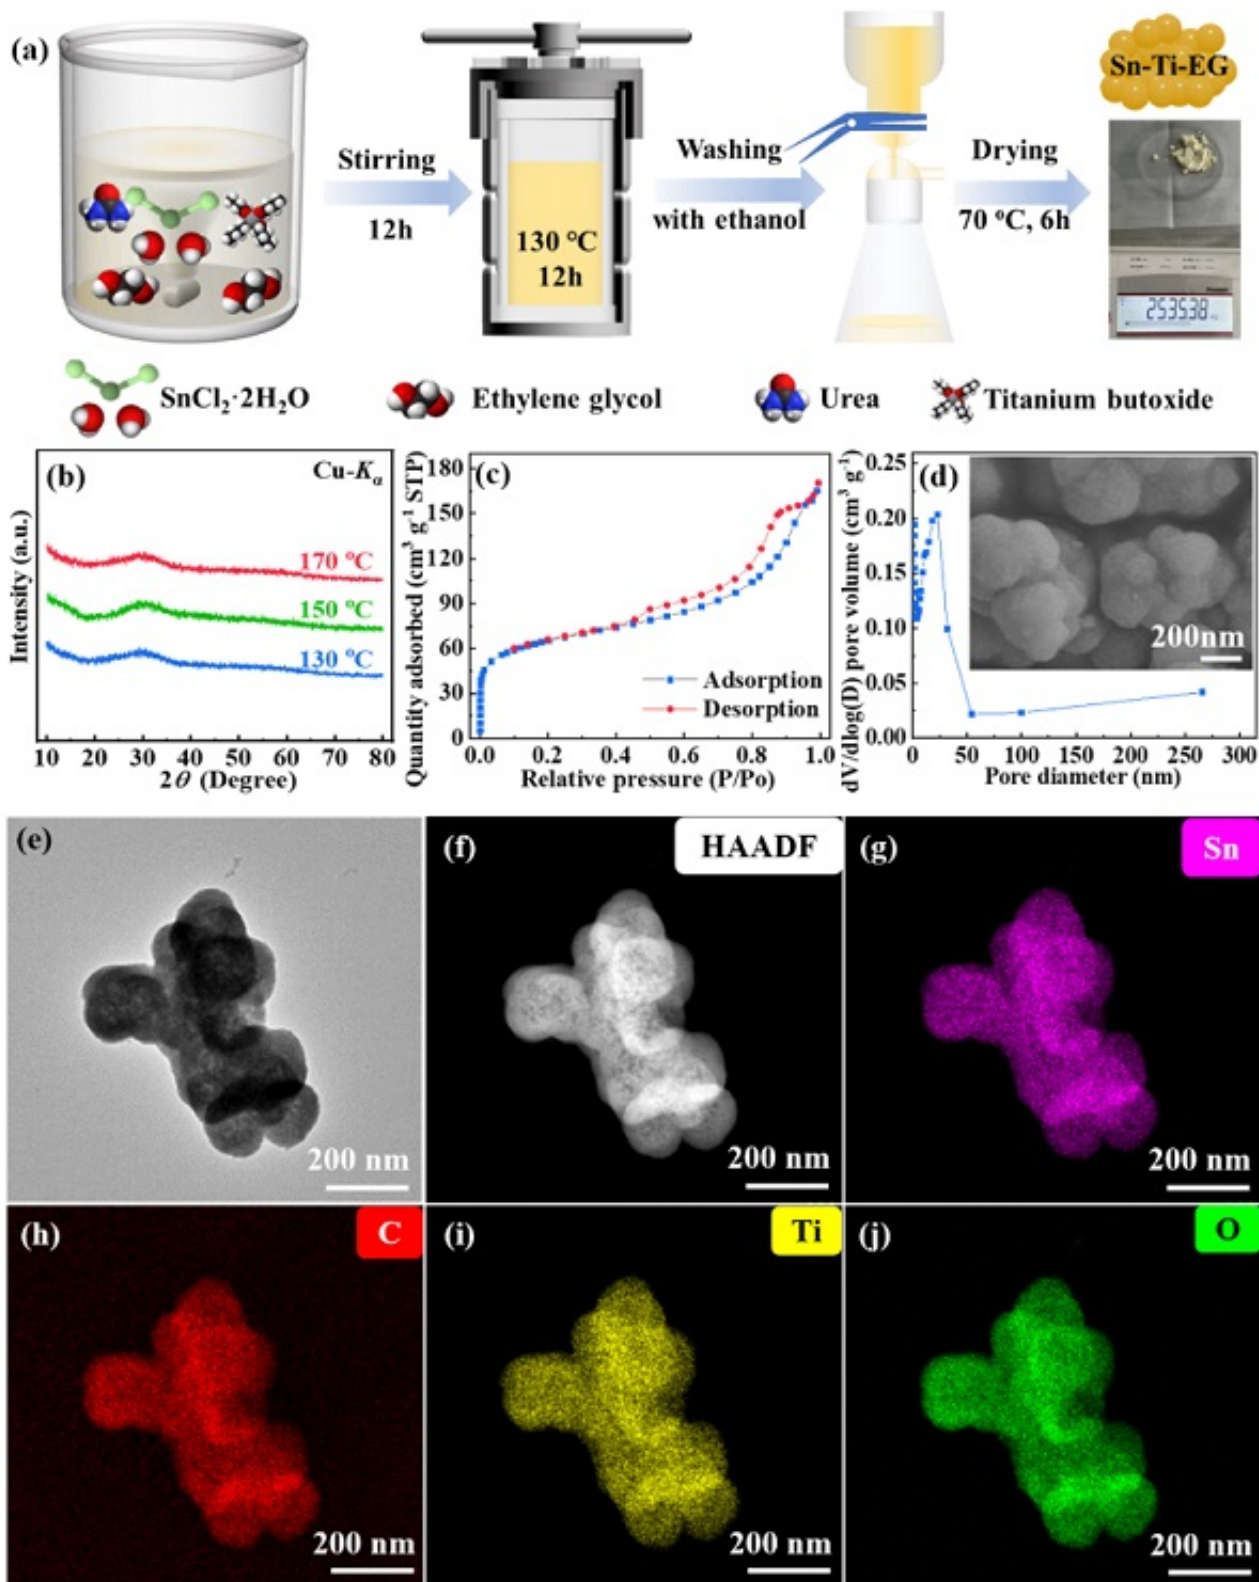 (a)
Stirring
12h
130 °C
12h
Washing
with ethanol
Drying
70 °C, 6h
Sn-Ti-EG
2535.38
SnCl₂·2H₂O
Ethylene glycol
Urea
Titanium butoxide
(b)
Cu-Kα
170 °C
150 °C
130 °C
Intensity (a.u.)
10 20 30 40 50 60 70 80
2θ (Degree)
(c)
Quantity adsorbed (cm³ g⁻¹ STP)
180
150
120
90
60
30
0
Adsorption
Desorption
0.0 0.2 0.4 0.6 0.8 1.0
Relative pressure (P/Po)
(d)
dV/dlog(D) pore volume (cm³ g⁻¹)
0.25
0.20
0.15
0.10
0.05
0.00
200nm
0 50 100 150 200 250 300
Pore diameter (nm)
(e)
200 nm
(f)
HAADF
200 nm
(g)
Sn
200 nm
(h)
C
200 nm
(i)
Ti
200 nm
(j)
O
200 nm